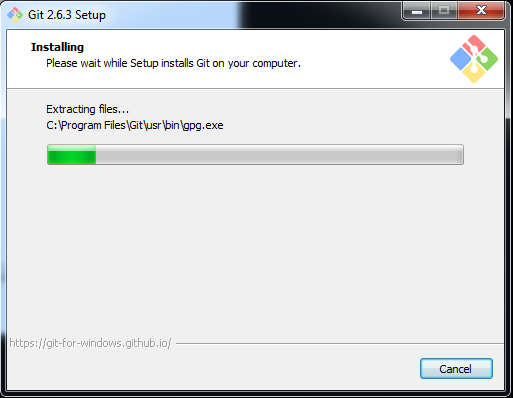 Git 2.6.3 Setup
Installing
Please wait while Setup installs Git on your computer.
Extracting files...
C:\Program Files\Git\usr\bin\gpg.exe
https://git-for-windows.github.io/
Cancel